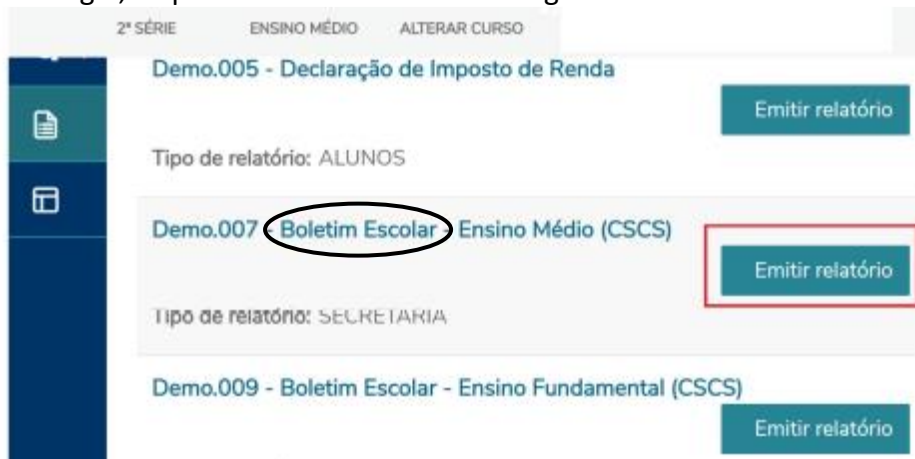 2ª SÉRIE ENSINO MÉDIO ALTERAR CURSO
Demo.005 - Declaração de Imposto de Renda
Emitir relatório
Tipo de relatório: ALUNOS
Demo.007 - Boletim Escolar - Ensino Médio (CSCS)
Emitir relatório
Tipo de relatório: SECRETARIA
Demo.009 - Boletim Escolar - Ensino Fundamental (CSCS)
Emitir relatório